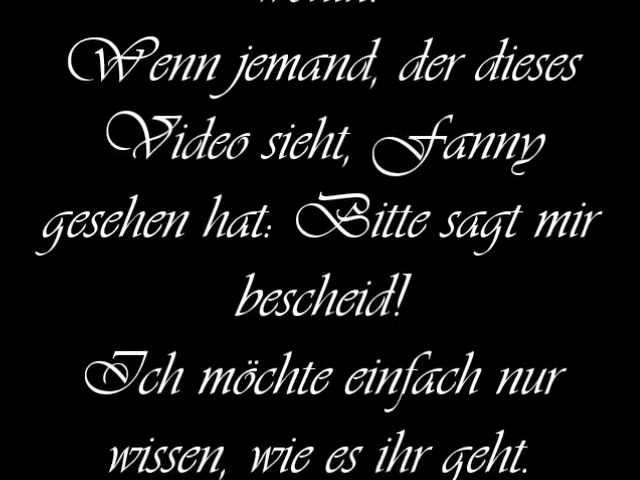 Wenn jemand, der dieses
Video sieht, Fanny
gesehen hat: Bitte sagt mir
bescheid!
Ich möchte einfach nur
wissen, wie es ihr geht.